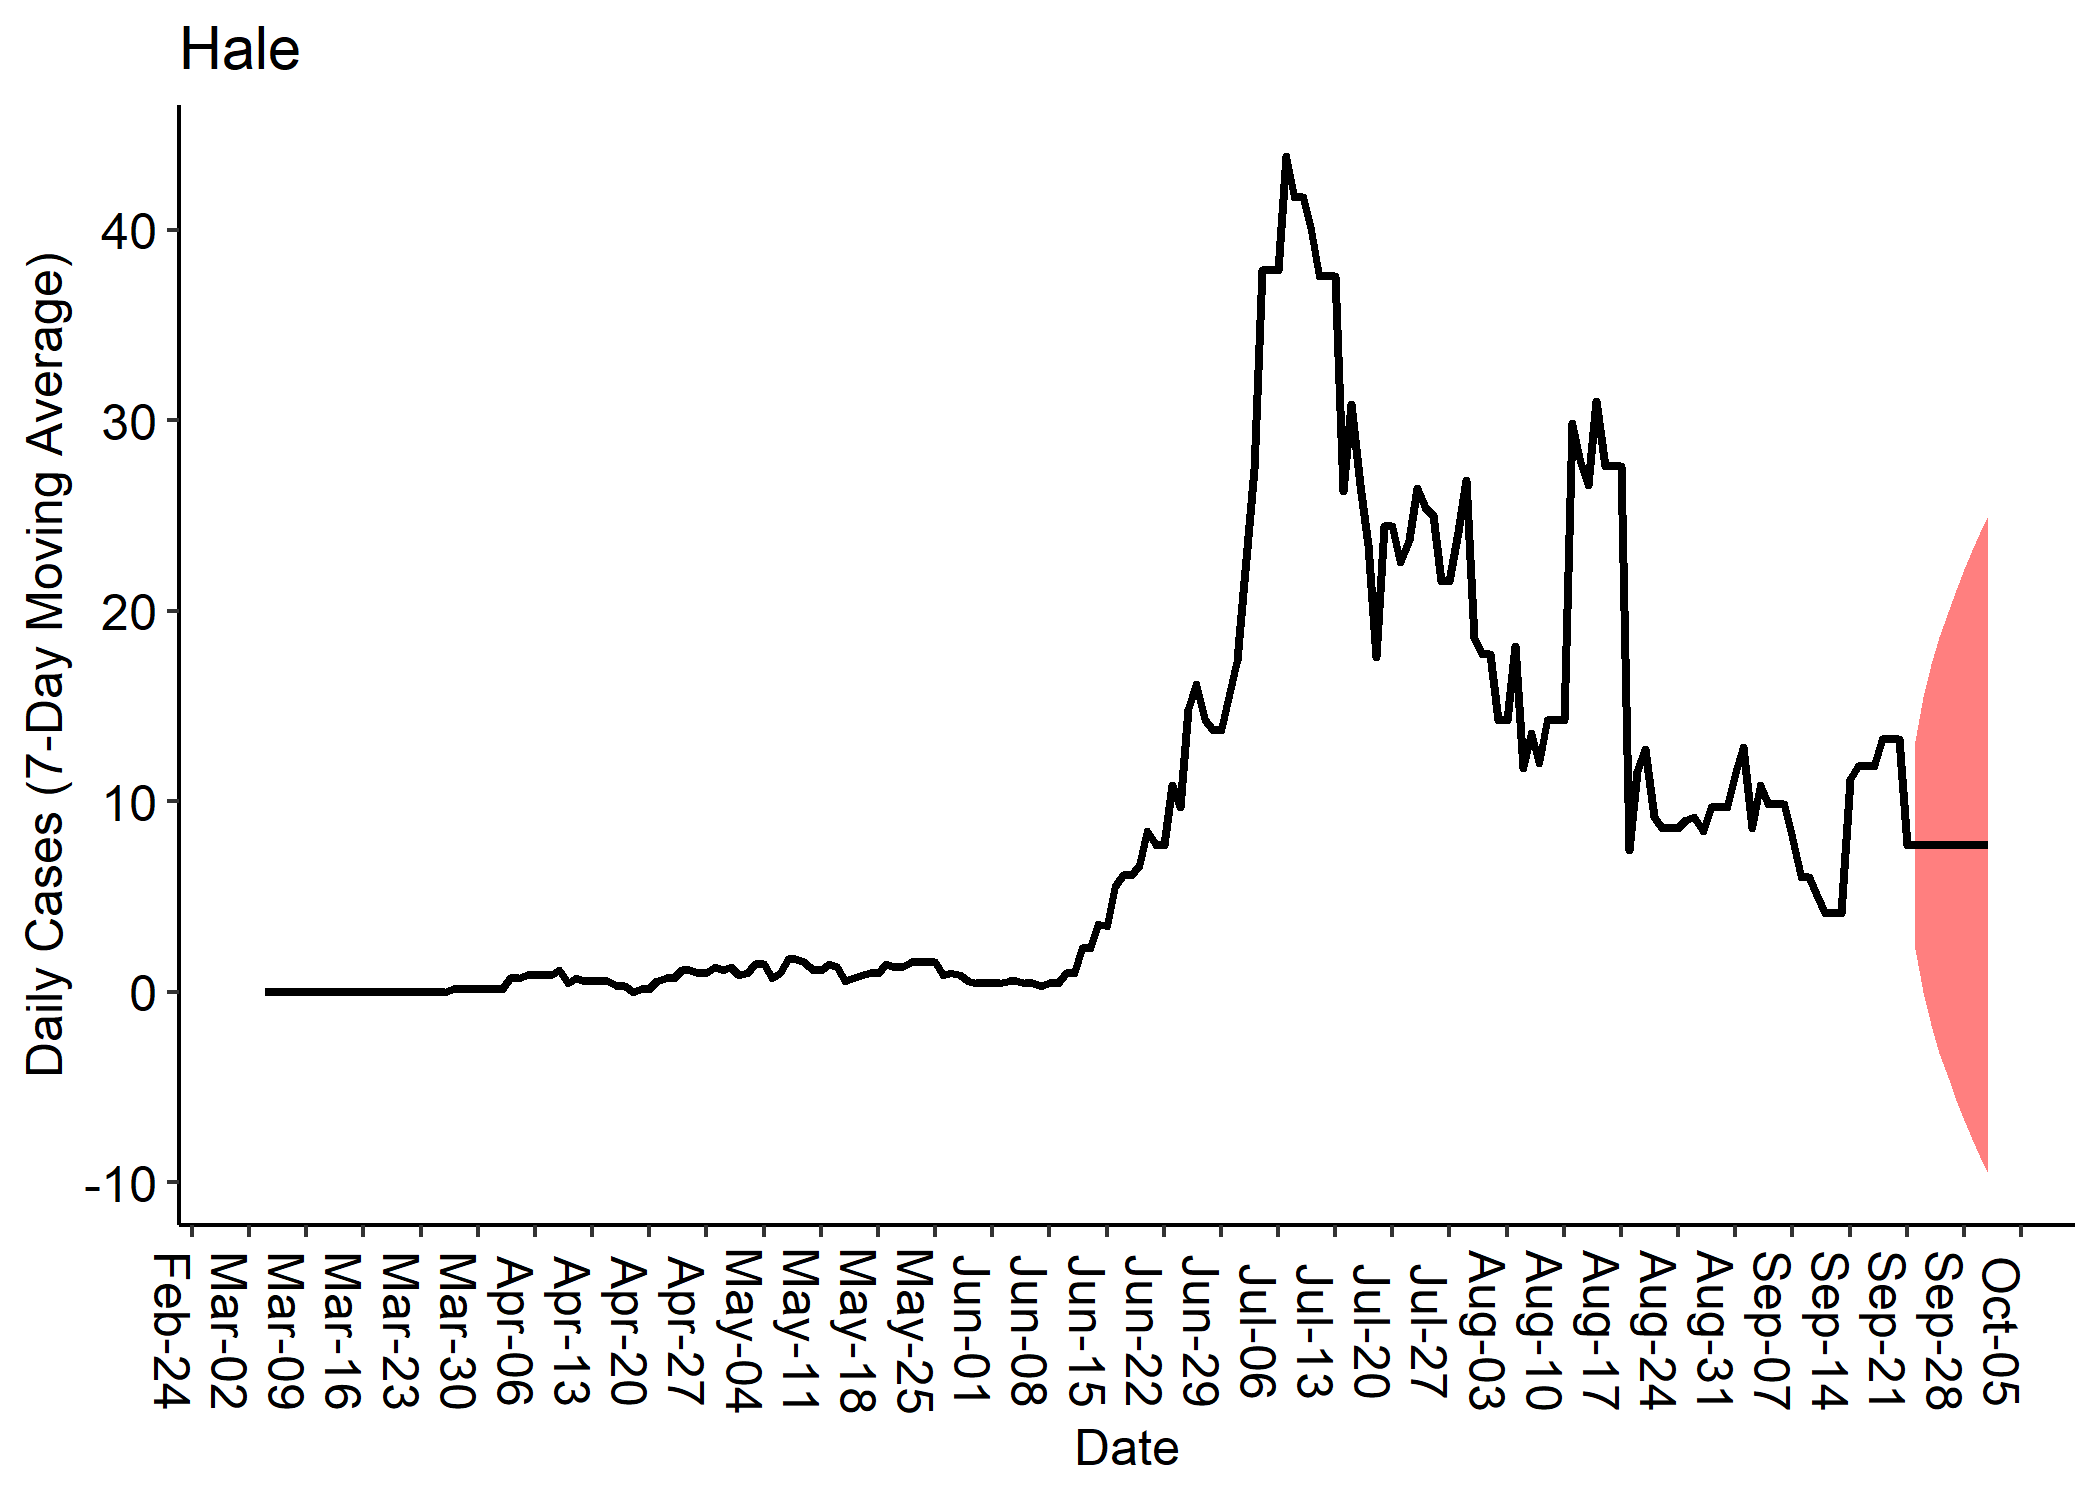 Hale
Daily Cases (7-Day Moving Average)
40
30
20
10
0
-10
Feb-24
Mar-02
Mar-09
Mar-16
Mar-23
Mar-30
Apr-06
Apr-13
Apr-20
Apr-27
May-04
May-11
May-18
May-25
Jun-01
Jun-08
Jun-15
Jun-22
Jun-29
Jul-06
Jul-13
Jul-20
Jul-27
Aug-03
Aug-10
Aug-17
Aug-24
Aug-31
Sep-07
Sep-14
Sep-21
Sep-28
Oct-05
Date